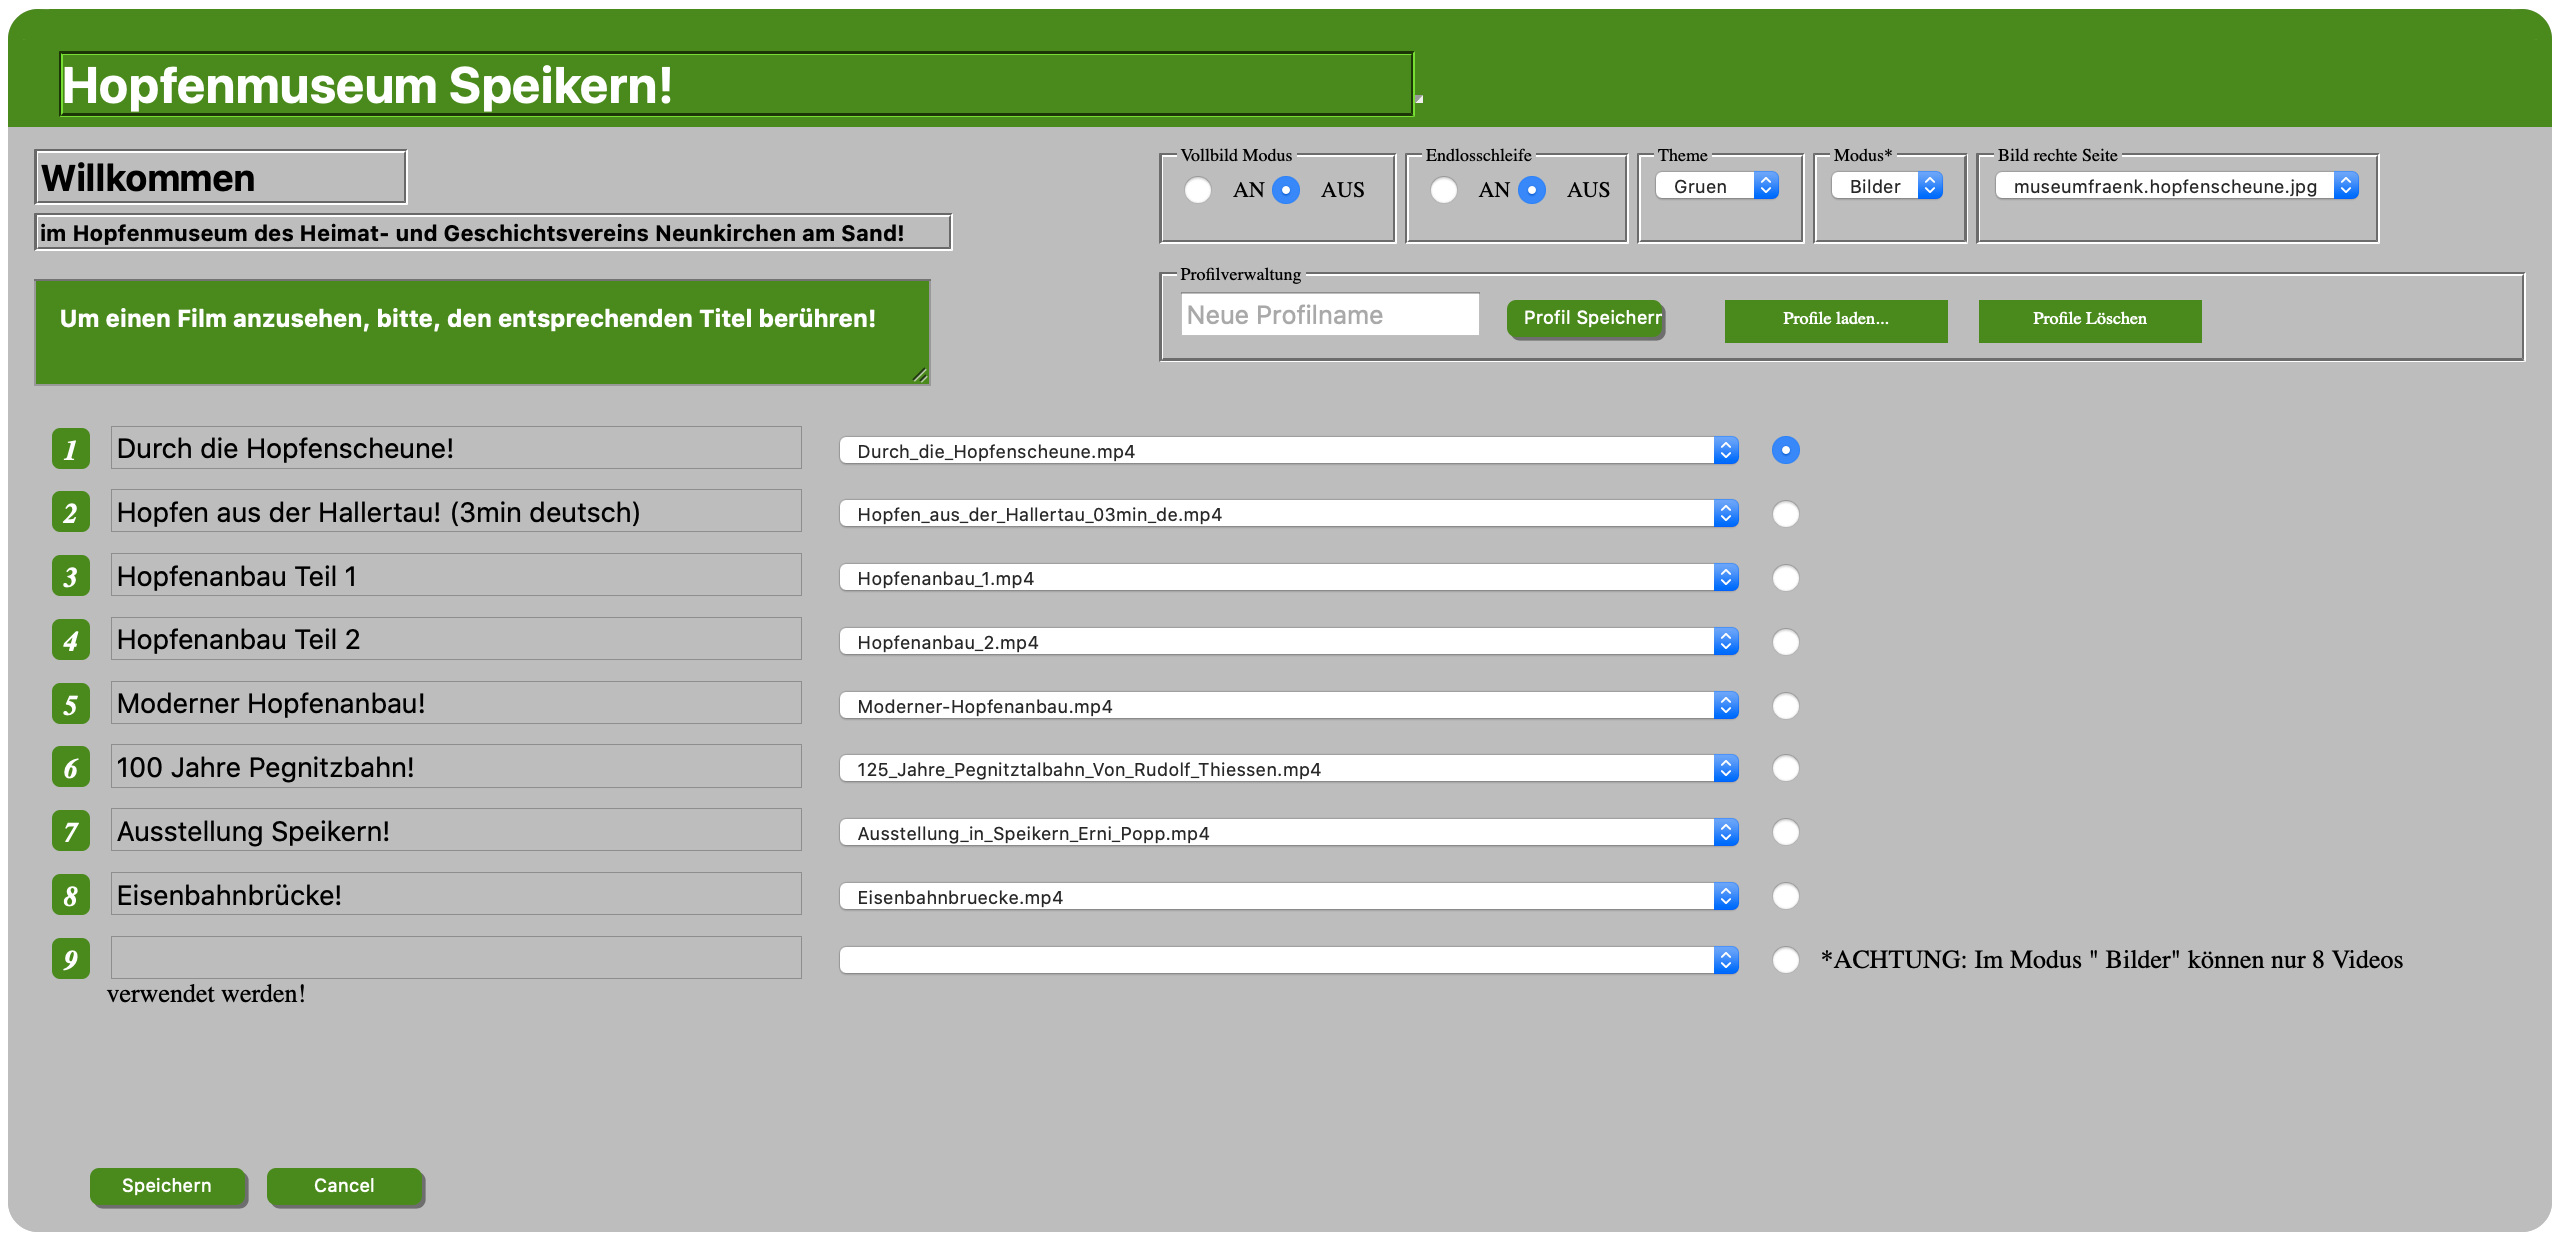 Hopfenmuseum Speikern!
Willkommen
im Hopfenmuseum des Heimat- und Geschichtsvereins Neunkirchen am Sand!
Um einen Film anzusehen, bitte, den entsprechenden Titel berühren!
Vollbild Modus
AN AUS
Endlosschleife
AN AUS
Theme
Gruen
Modus*
Bilder
Bild rechte Seite
museumfraenk.hopfenscheune.jpg
Profilverwaltung
Neue Profilname Profil Speicherr Profile laden... Profile Löschen
1 Durch die Hopfenscheune! Durch_die_Hopfenscheune.mp4
2 Hopfen aus der Hallertau! (3min deutsch) Hopfen_aus_der_Hallertau_03min_de.mp4
3 Hopfenanbau Teil 1 Hopfenanbau_1.mp4
4 Hopfenanbau Teil 2 Hopfenanbau_2.mp4
5 Moderner Hopfenanbau! Moderner-Hopfenanbau.mp4
6 100 Jahre Pegnitzbahn! 125_Jahre_Pegnitztalbahn_Von_Rudolf_Thiessen.mp4
7 Ausstellung Speikern! Ausstellung_in_Speikern_Erni_Popp.mp4
8 Eisenbahnbrücke! Eisenbahnbruecke.mp4
9 *ACHTUNG: Im Modus " Bilder" können nur 8 Videos
verwendet werden!
Speichern Cancel